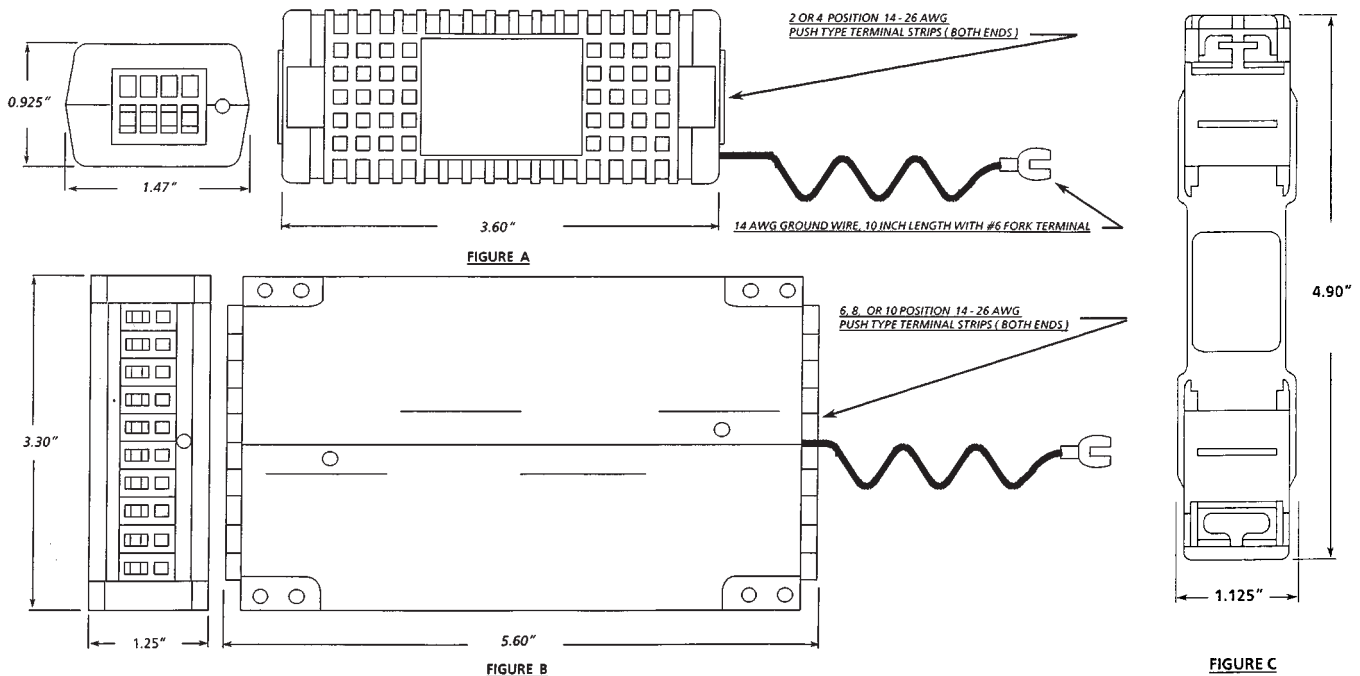 2 OR 4 POSITION 14 - 26 AWG
PUSH TYPE TERMINAL STRIPS ( BOTH ENDS )
0.925"
1.47"
3.60"
14 AWG GROUND WIRE, 10 INCH LENGTH WITH #6 FORK TERMINAL
FIGURE A
6, 8, OR 10 POSITION 14 - 26 AWG
PUSH TYPE TERMINAL STRIPS ( BOTH ENDS )
3.30"
1.25"
5.60"
FIGURE B
4.90"
1.125"
FIGURE C